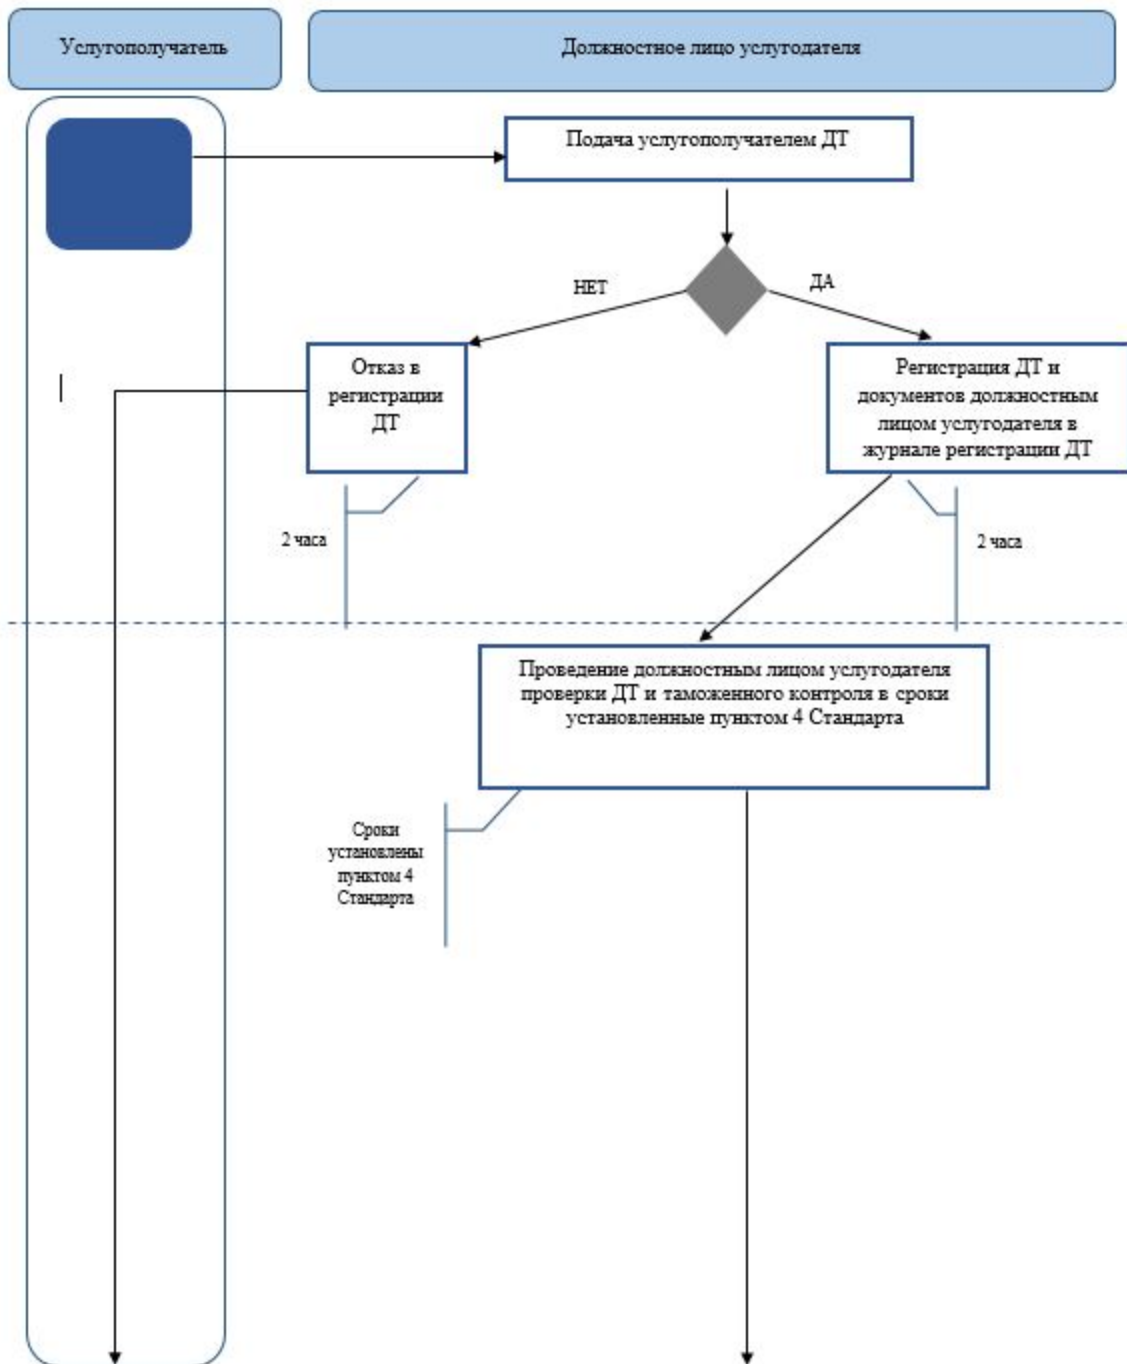 Услугополучатель
Должностное лицо услугодателя
Подача услугополучателем ДТ
НЕТ
ДА
Отказ в
регистрации
ДТ
Регистрация ДТ и
документов должностным
лицом услугодателя в
журнале регистрации ДТ
2 часа
2 часа
Проведение должностным лицом услугодателя
проверки ДТ и таможенного контроля в сроки
установленные пунктом 4 Стандарта
Сроки
установлены
пунктом 4
Стандарта